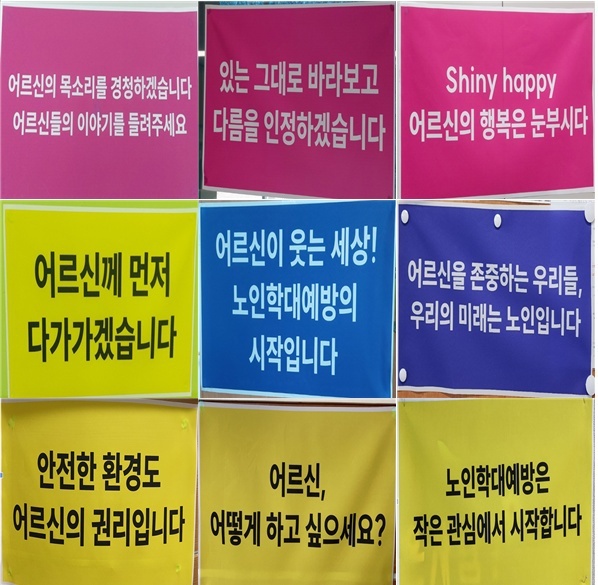 어르신의 목소리를 경청하겠습니다
어르신들의 이야기를 들려주세요
있는 그대로 바라보고
다름을 인정하겠습니다
Shiny happy
어르신의 행복은 눈부시다
어르신께 먼저
다가가겠습니다
어르신이 웃는 세상!
노인학대예방의
시작입니다
어르신을 존중하는 우리들,
우리의 미래는 노인입니다
안전한 환경도
어르신의 권리입니다
어르신,
어떻게 하고 싶으세요?
노인학대예방은
작은 관심에서 시작합니다